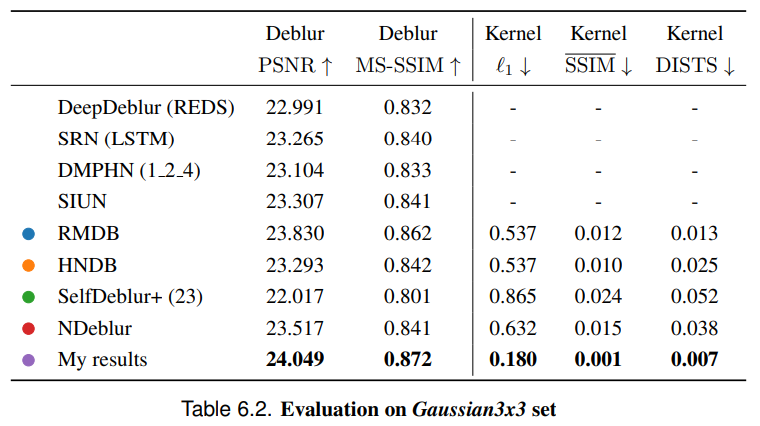 Deblur Deblur Kernel Kernel Kernel
PSNR ↑ MS-SSIM ↑ ℓ₁ ↓ S̅S̅I̅M̅ ↓ DISTS ↓
DeepDeblur (REDS) 22.991 0.832 - - -
SRN (LSTM) 23.265 0.840 - - -
DMPHN (1_2_4) 23.104 0.833 - - -
SIUN 23.307 0.841 - - -
RMDB 23.830 0.862 0.537 0.012 0.013
HNDB 23.293 0.842 0.537 0.010 0.025
SelfDeblur+ (23) 22.017 0.801 0.865 0.024 0.052
NDeblur 23.517 0.841 0.632 0.015 0.038
My results 24.049 0.872 0.180 0.001 0.007
Table 6.2. Evaluation on Gaussian3x3 set